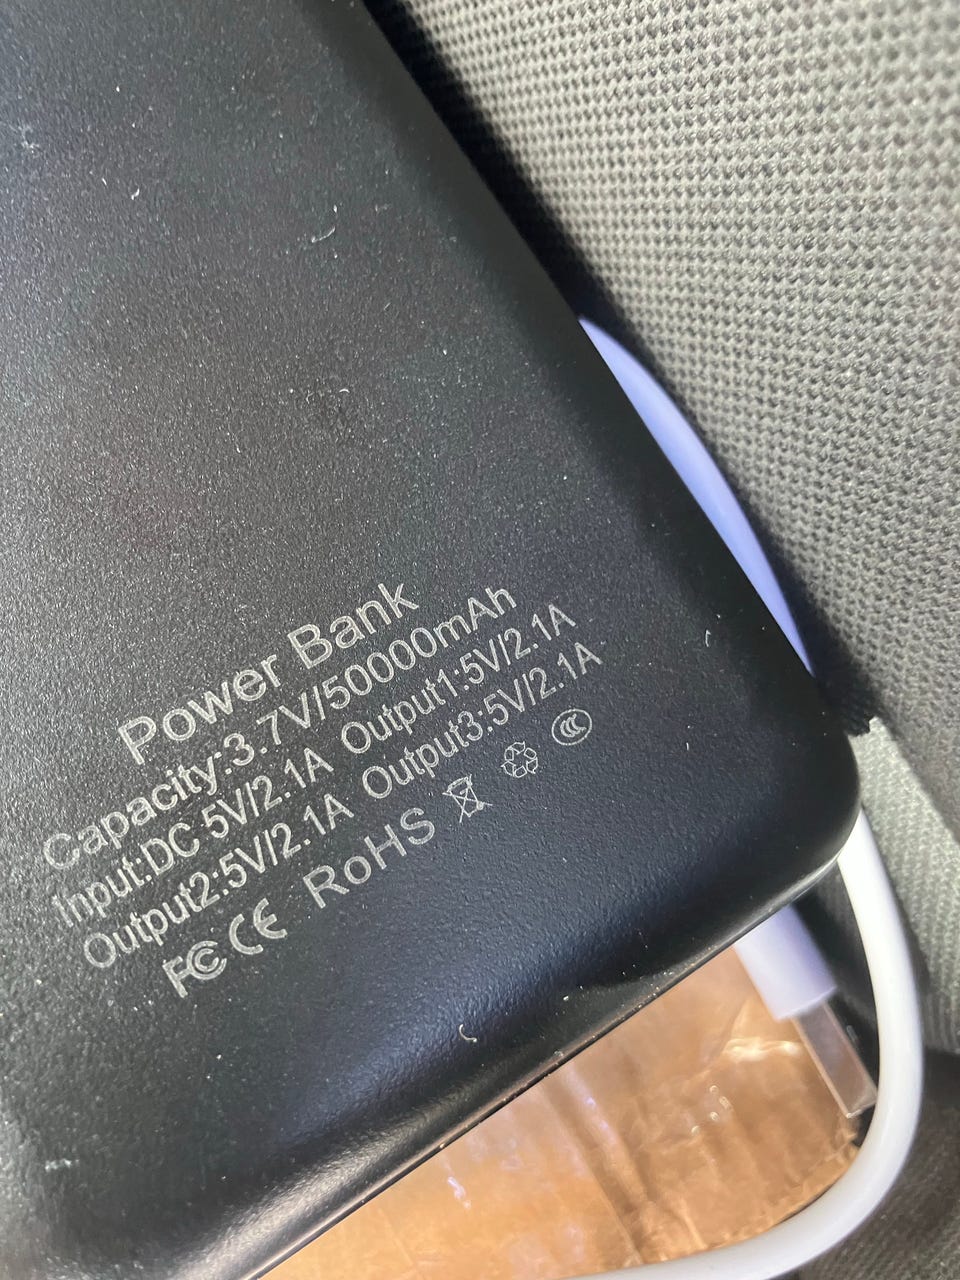 Power Bank
Capacity:3.7V/50000mAh
Input:DC 5V/2.1A Output1:5V/2.1A
Output2:5V/2.1A Output3:5V/2.1A
FC CE RoHS CCC